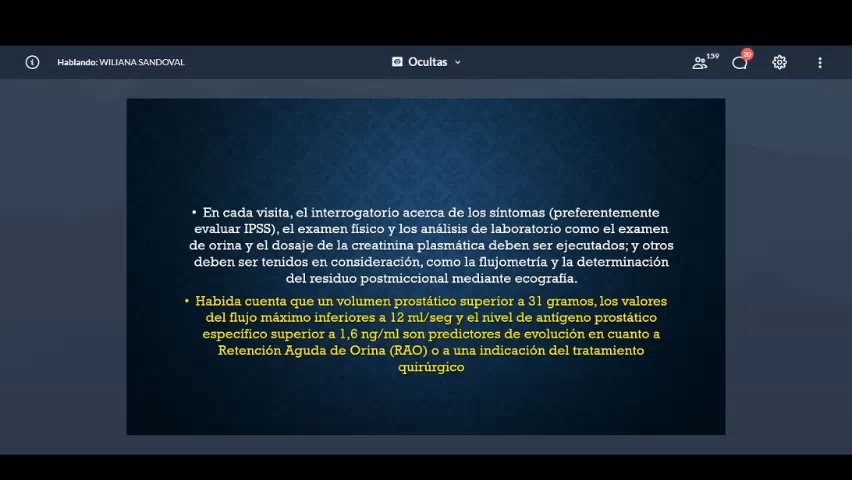 Hablando: WILIANA SANDOVAL
Ocultas
159
20
• En cada visita, el interrogatorio acerca de los síntomas (preferentemente
evaluar IPSS), el examen físico y los análisis de laboratorio como el examen
de orina y el dosaje de la creatinina plasmática deben ser ejecutados; y otros
deben ser tenidos en consideración, como la flujometría y la determinación
del residuo postmiccional mediante ecografía.
• Habida cuenta que un volumen prostático superior a 31 gramos, los valores
del flujo máximo inferiores a 12 ml/seg y el nivel de antígeno prostático
específico superior a 1,6 ng/ml son predictores de evolución en cuanto a
Retención Aguda de Orina (RAO) o a una indicación del tratamiento
quirúrgico